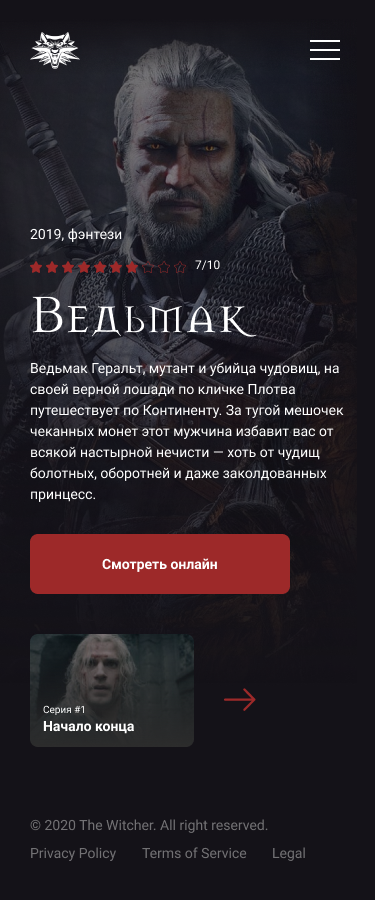 2019, фэнтези
7/10
Ведьмак
Ведьмак Геральт, мутант и убийца чудовищ, на
своей верной лошади по кличке Плотва
путешествует по Континенту. За тугой мешочек
чеканных монет этот мужчина избавит вас от
всякой настырной нечисти — хоть от чудищ
болотных, оборотней и даже заколдованных
принцесс.
Смотреть онлайн
Серия #1
Начало конца
© 2020 The Witcher. All right reserved.
Privacy Policy Terms of Service Legal